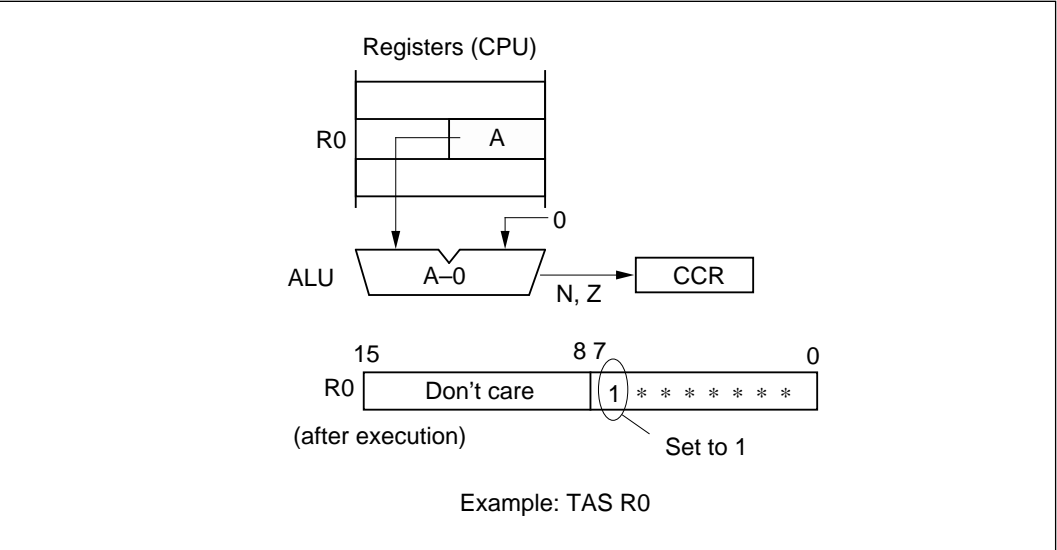 Registers (CPU)
R0 A
0
ALU A–0 CCR
N, Z
15 8 7 0
R0 Don't care 1 * * * * * * *
(after execution) Set to 1
Example: TAS R0